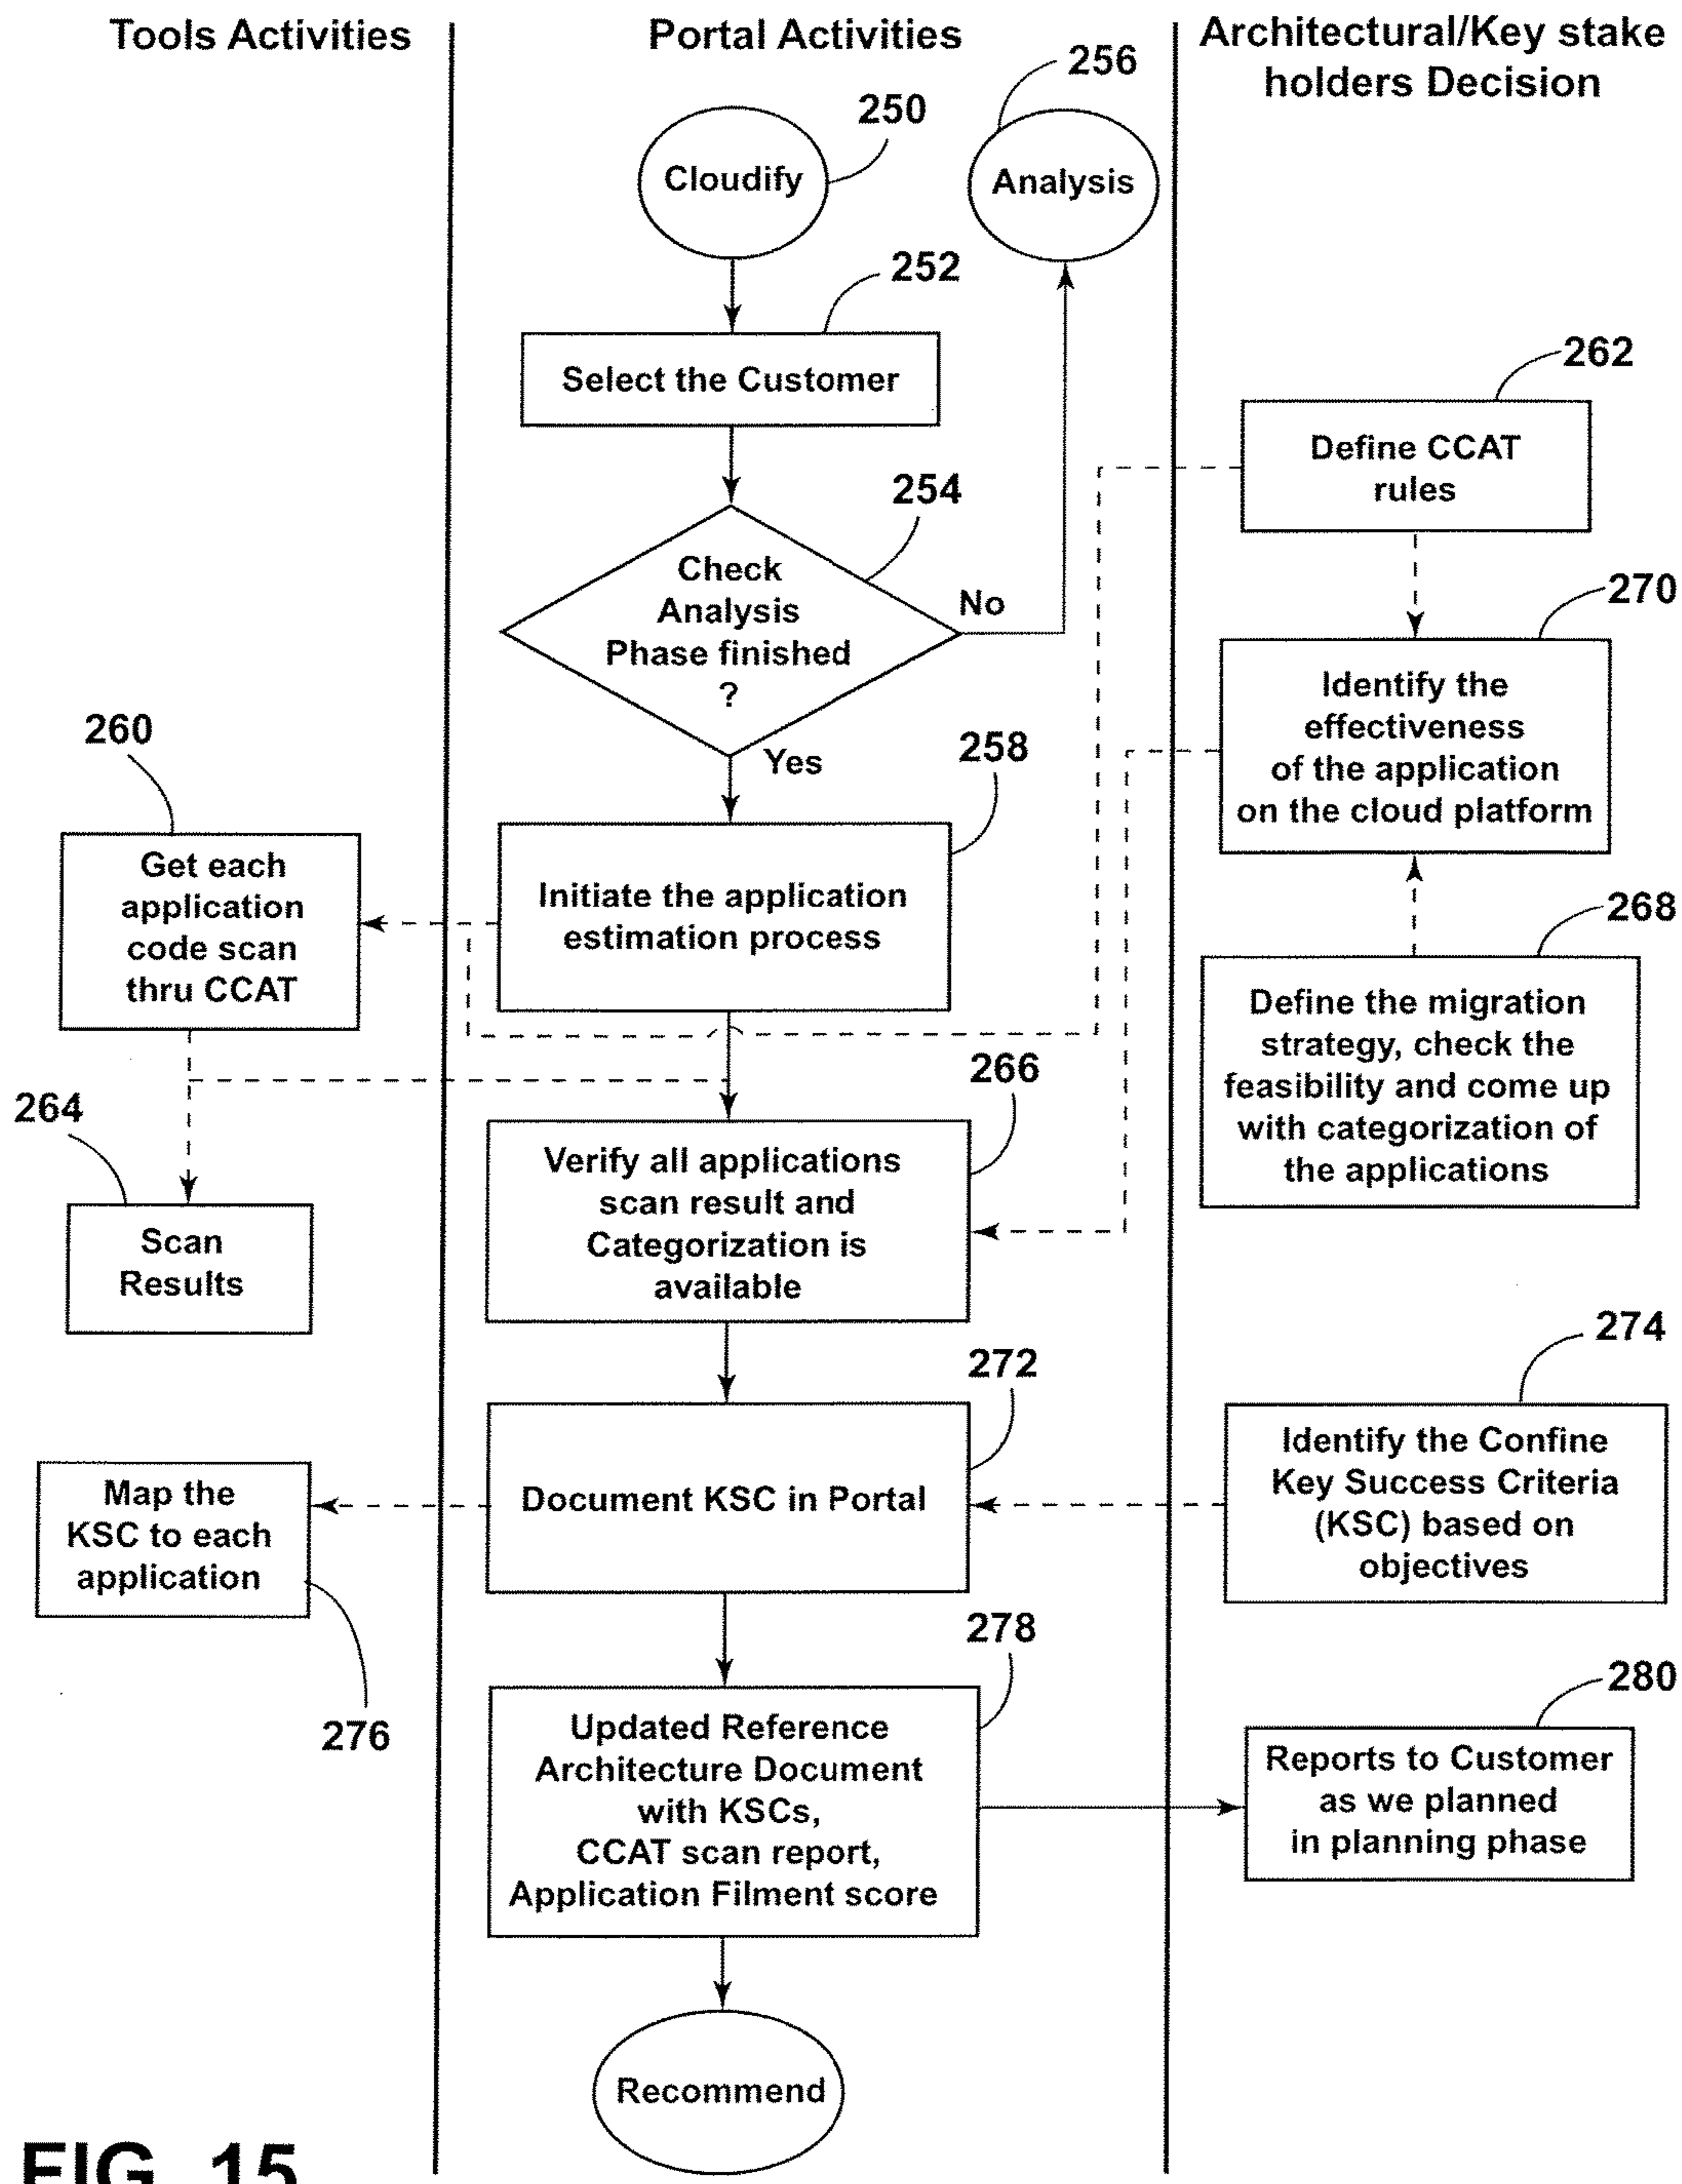 Tools Activities
Portal Activities
Architectural/Key stake
holders Decision
250
256
Cloudify
Analysis
252
Select the Customer
262
Define CCAT
rules
254
Check
Analysis
Phase finished
?
No
Yes
270
Identify the
effectiveness
of the application
on the cloud platform
260
Get each
application
code scan
thru CCAT
258
Initiate the application
estimation process
268
Define the migration
strategy, check the
feasibility and come up
with categorization of
the applications
264
Scan
Results
266
Verify all applications
scan result and
Categorization is
available
272
Document KSC in Portal
274
Identify the Confine
Key Success Criteria
(KSC) based on
objectives
Map the
KSC to each
application
276
278
Updated Reference
Architecture Document
with KSCs,
CCAT scan report,
Application Filment score
280
Reports to Customer
as we planned
in planning phase
Recommend
FIG. 15